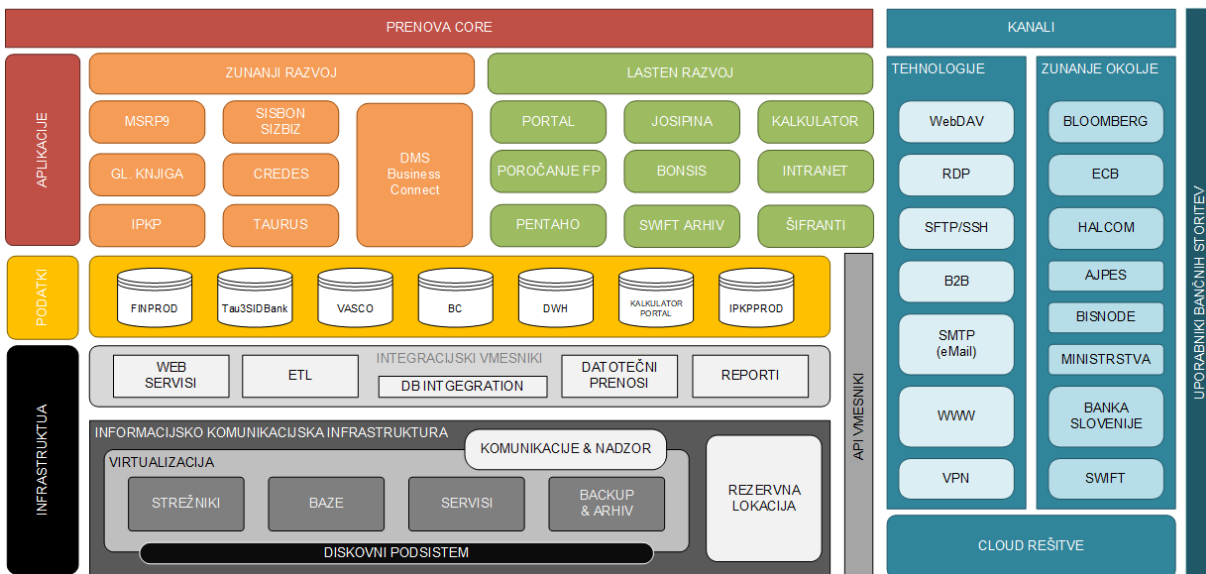 PRENOVA CORE
KANALI
UPORABNIKI BANČNIH STORITEV
APLIKACIJE
ZUNANJI RAZVOJ
LASTEN RAZVOJ
MSRP9
SISBON
SIZBIZ
DMS
Business
Connect
GL. KNJIGA
CREDES
IPKP
TAURUS
PORTAL
JOSIPINA
KALKULATOR
POROČANJE FP
BONSIS
INTRANET
PENTAHO
SWIFT ARHIV
ŠIFRANTI
PODATKI
FINPROD
Tau3SIDBank
VASCO
BC
DWH
KALKULATOR
PORTAL
IPKPPROD
API VMESNIKI
INFRASTRUKTUJA
INTEGRACIJSKI VMESNIKI
WEB
SERVISI
ETL
DB INTGEGRATION
DATOTEČNI
PRENOSI
REPORTI
INFORMACIJSKO KOMUNIKACIJSKA INFRASTRUKTURA
KOMUNIKACIJE & NADZOR
VIRTUALIZACIJA
STREŽNIKI
BAZE
SERVISI
BACKUP
& ARHIV
DISKOVNI PODSISTEM
REZERVNA
LOKACIJA
TEHNOLOGIJE
WebDAV
RDP
SFTP/SSH
B2B
SMTP
(eMail)
WWW
VPN
ZUNANJE OKOLJE
BLOOMBERG
ECB
HALCOM
AJPES
BISNODE
MINISTRSTVA
BANKA
SLOVENIJE
SWIFT
CLOUD REŠITVE